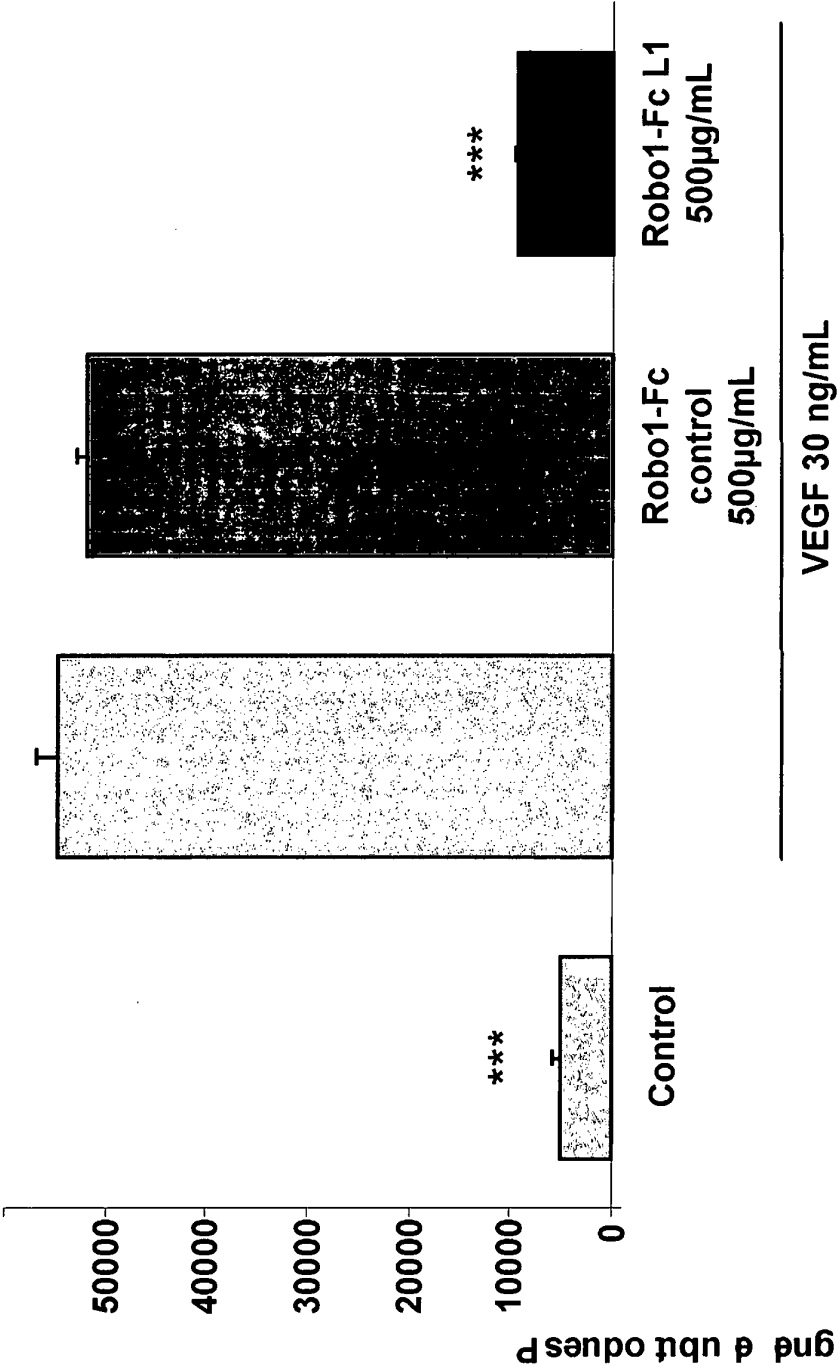 50000
40000
30000
20000
10000
0
***
***
Control
Robo1-Fc
control
500µg/mL
Robo1-Fc L1
500µg/mL
VEGF 30 ng/mL